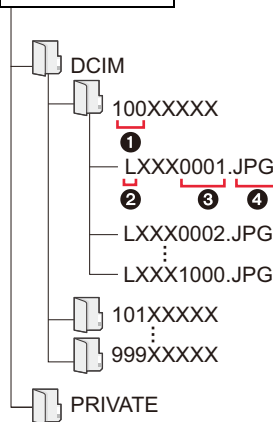 DCIM
100XXXXX
❶
LXXX0001.JPG
❷ ❸ ❹
LXXX0002.JPG
LXXX1000.JPG
101XXXXX
999XXXXX
PRIVATE